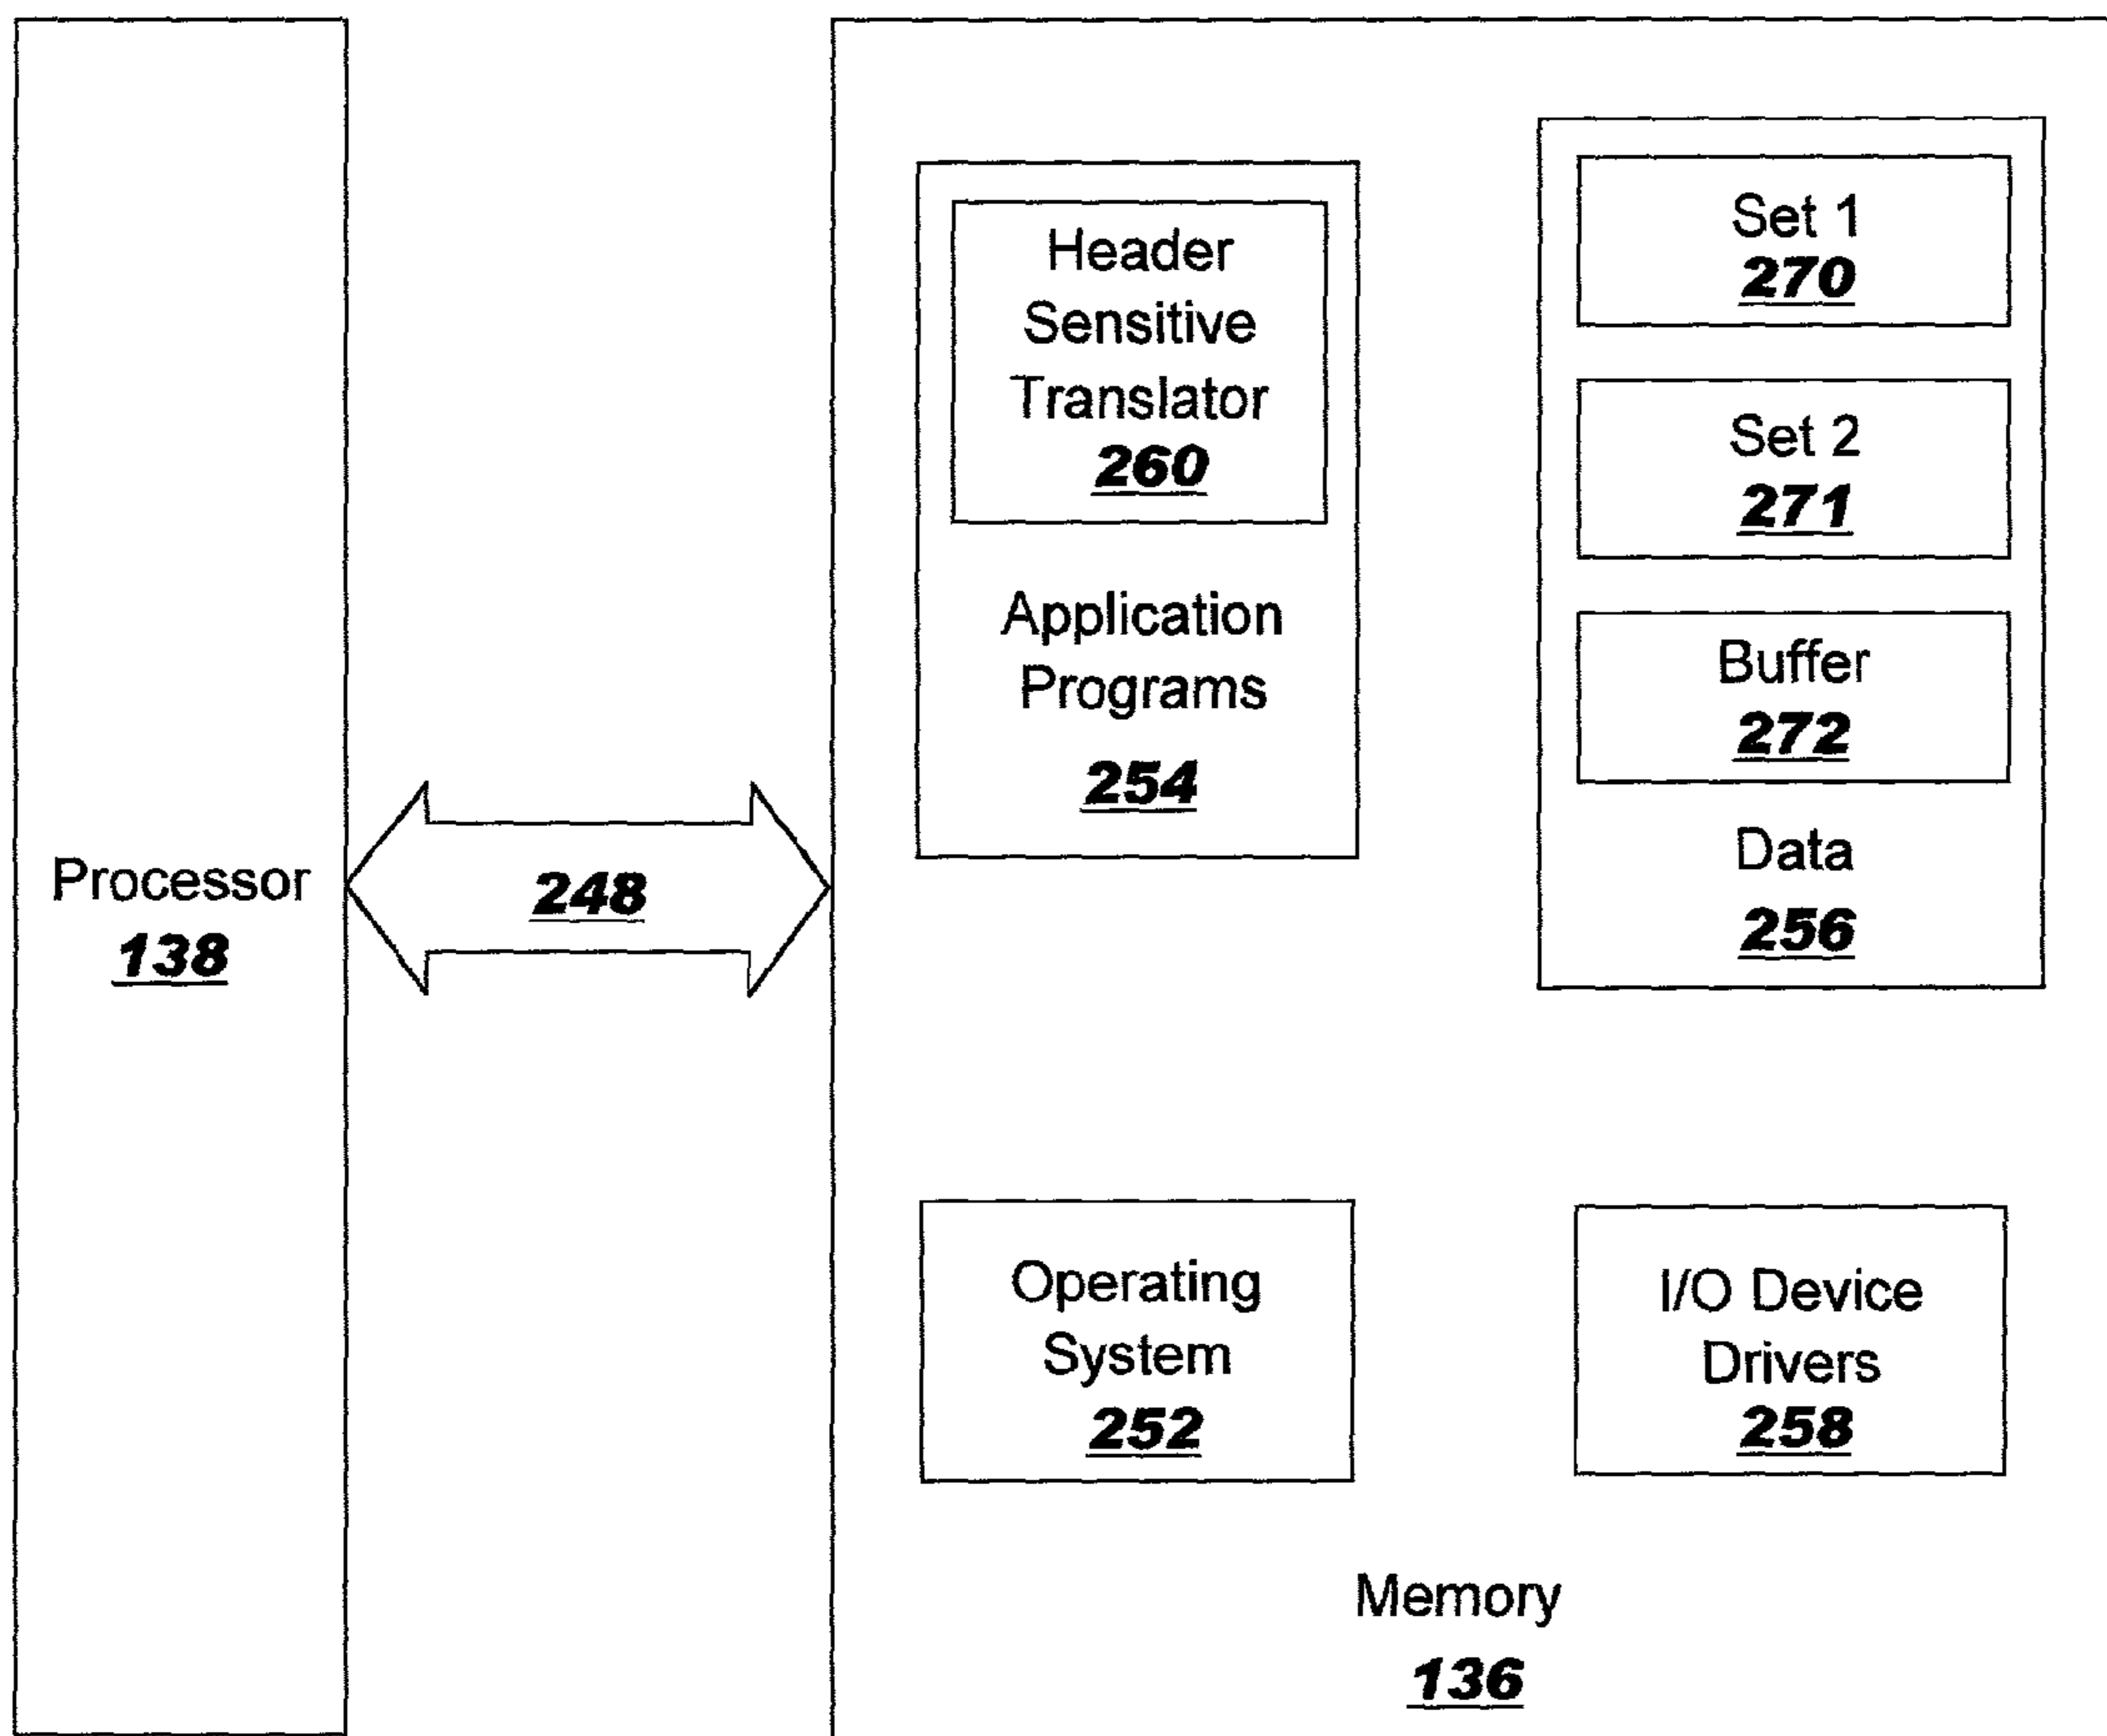 Processor
138
248
Header
Sensitive
Translator
260
Application
Programs
254
Set 1
270
Set 2
271
Buffer
272
Data
256
Operating
System
252
I/O Device
Drivers
258
Memory
136